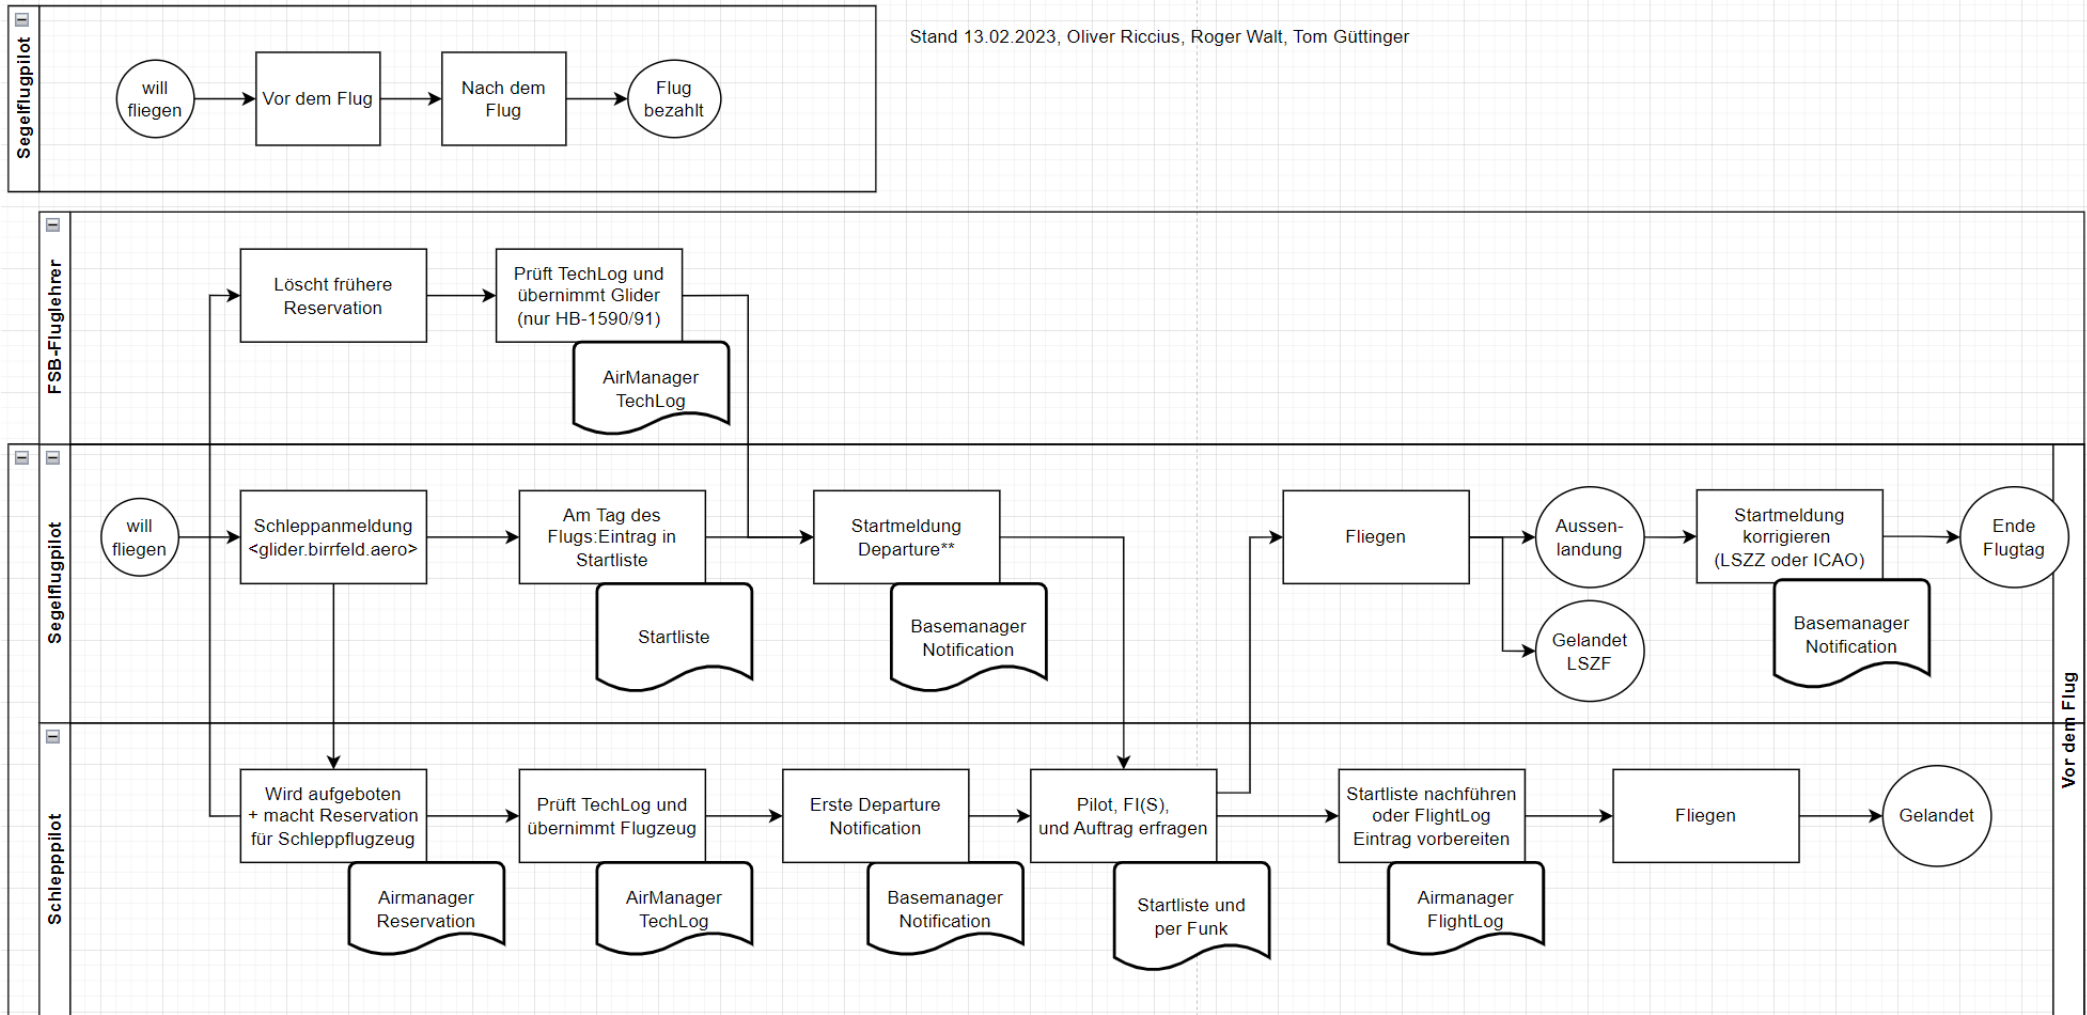 Segelflugpilot
will
fliegen
Vor dem Flug
Nach dem
Flug
Flug
bezahlt
Stand 13.02.2023, Oliver Riccius, Roger Walt, Tom Güttinger
FSB-Fluglehrer
Löscht frühere
Reservation
Prüft TechLog und
übernimmt Glider
(nur HB-1590/91)
AirManager
TechLog
Segelflugpilot
will
fliegen
Schleppanmeldung
<glider.birrfeld.aero>
Am Tag des
Flugs:Eintrag in
Startliste
Startliste
Startmeldung
Departure**
Basemanager
Notification
Fliegen
Aussen-
landung
Gelandet
LSZF
Startmeldung
korrigieren
(LSZZ oder ICAO)
Basemanager
Notification
Ende
Flugtag
Vor dem Flug
Schlepppilot
Wird aufgeboten
+ macht Reservation
für Schleppflugzeug
Airmanager
Reservation
Prüft TechLog und
übernimmt Flugzeug
AirManager
TechLog
Erste Departure
Notification
Basemanager
Notification
Pilot, FI(S),
und Auftrag erfragen
Startliste und
per Funk
Startliste nachführen
oder FlightLog
Eintrag vorbereiten
Airmanager
FlightLog
Fliegen
Gelandet